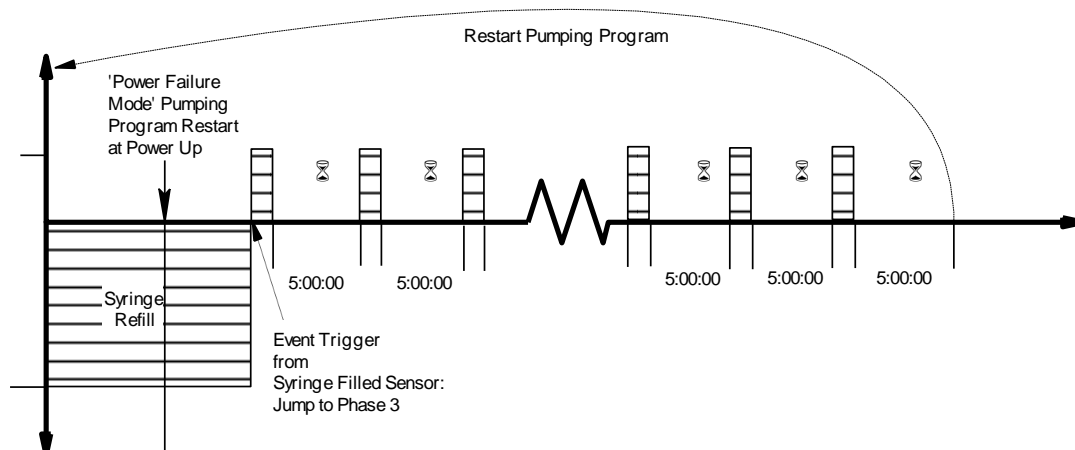 Restart Pumping Program
'Power Failure
Mode' Pumping
Program Restart
at Power Up
5:00:00
5:00:00
5:00:00
5:00:00
5:00:00
Syringe
Refill
Event Trigger
from
Syringe Filled Sensor:
Jump to Phase 3